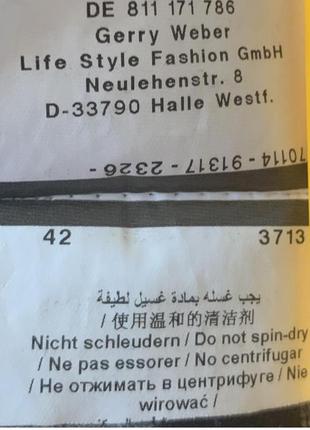 DE 811 171 786
Gerry Weber
Life Style Fashion GmbH
Neulehenstr. 8
D-33790 Halle Westf.
70114 - 91317 - 2326 -
42 3713
يجب غسله بمادة غسيل لطيفة
/ 使用温和的清洁剂
Nicht schleudern / Do not spin-dry
/ Ne pas essorer / No centrifugar
/ Не отжимать в центрифуге / Nie
wirować /